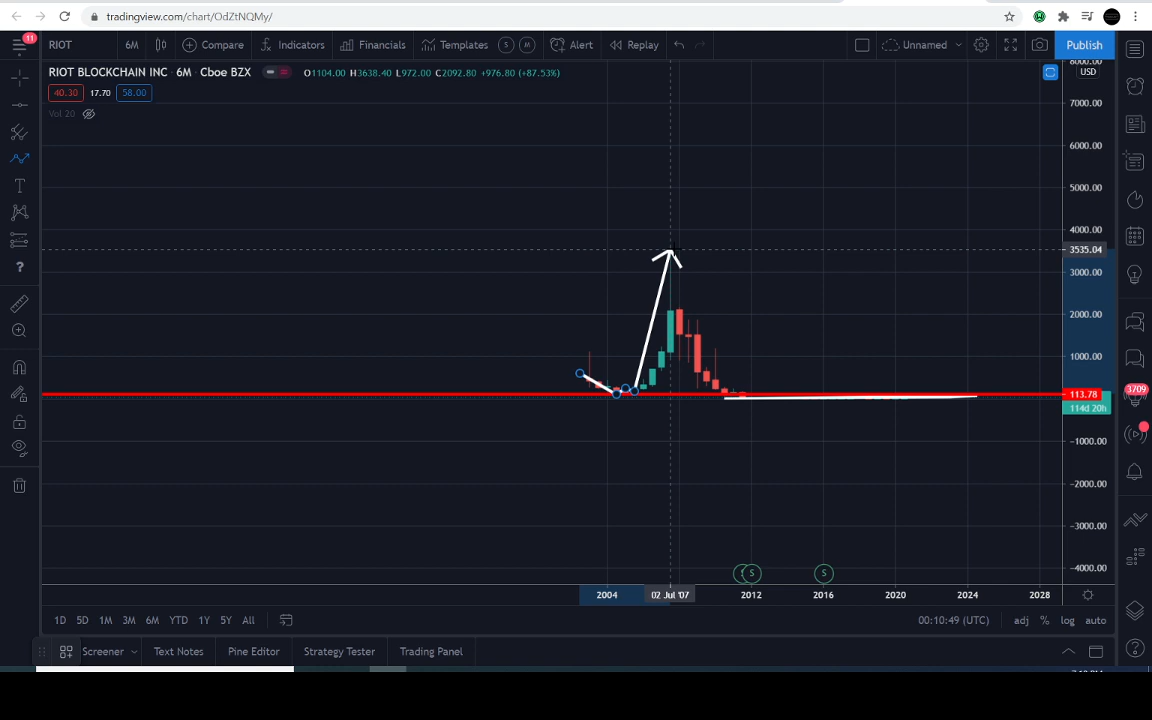 tradingview.com/chart/OdZtNQMy/
11
RIOT
6M
Compare
Indicators
Financials
Templates
S
M
Alert
Replay
Unnamed
Publish
RIOT BLOCKCHAIN INC · 6M · Cboe BZX
O1104.00 H3638.40 L972.00 C2092.80 +976.80 (+87.53%)
USD
40.30
17.70
58.00
Vol 20
8000.00
7000.00
6000.00
5000.00
4000.00
3535.04
3000.00
2000.00
1000.00
113.78
114d 20h
−1000.00
−2000.00
−3000.00
−4000.00
3709
S
S
2004
02 Jul '07
2012
2016
2020
2024
2028
1D
5D
1M
3M
6M
YTD
1Y
5Y
All
00:10:49 (UTC)
adj
%
log
auto
Screener
Text Notes
Pine Editor
Strategy Tester
Trading Panel